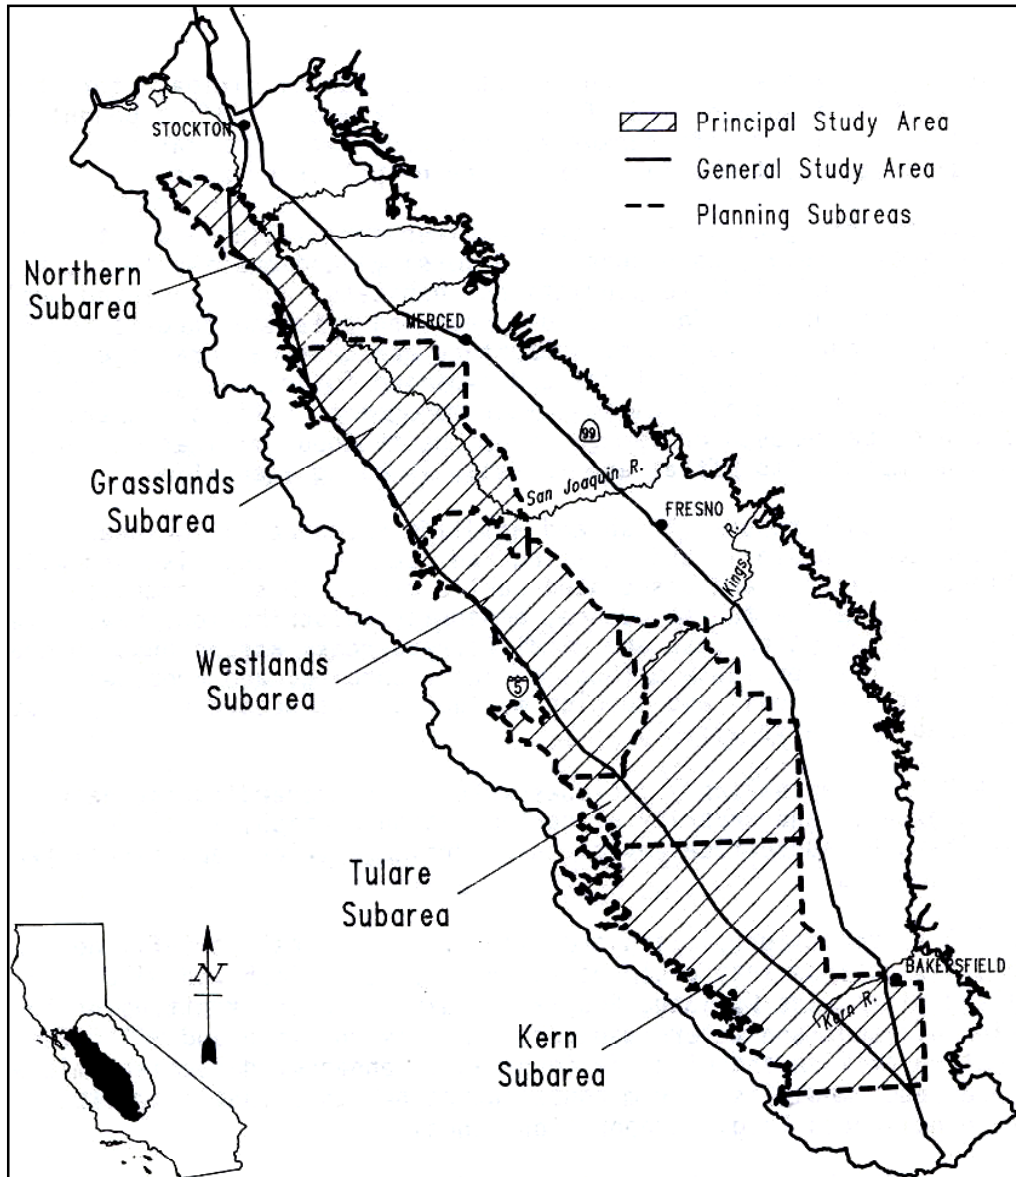 STOCKTON
Principal Study Area
General Study Area
Planning Subareas
Northern
Subarea
MERCED
99
San Joaquin R.
FRESNO
Kings R.
Grasslands
Subarea
Westlands
Subarea
5
Tulare
Subarea
BAKERSFIELD
Kern R.
Kern
Subarea
N